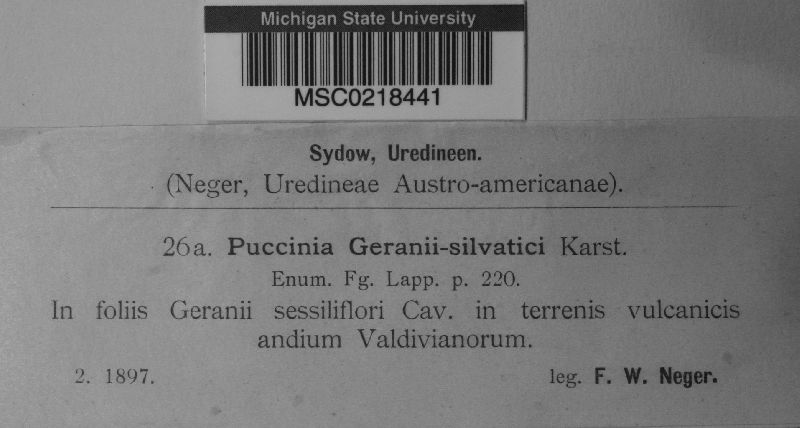 Michigan State University
MSC0218441
Sydow, Uredineen.
(Neger, Uredineae Austro-americanae).
26a. Puccinia Geranii-silvatici Karst.
Enum. Fg. Lapp. p. 220.
In foliis Geranii sessiliflori Cav. in terrenis vulcanicis
andium Valdivianorum.
2. 1897. leg. F. W. Neger.